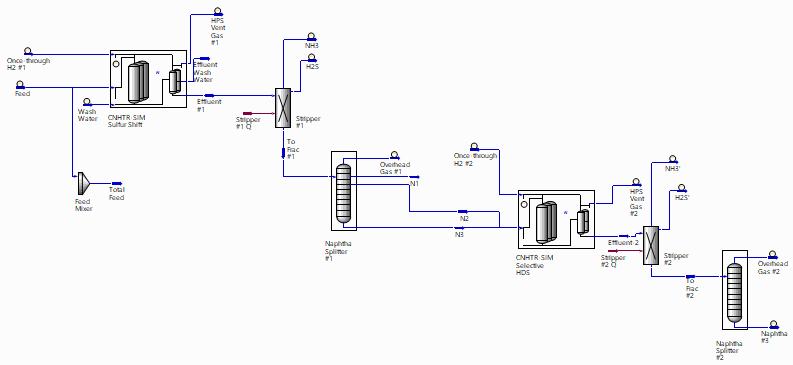 HPS
Vent
Gas
#1
Once-through
H2 #1
NH3
H2S
Effluent
Wash
Water
Feed
Wash
Water
Effluent
#1
CNHTR-SIM
Sulfur Shift
Stripper
#1 Q
Stripper
#1
To
Frac
#1
Once-through
H2 #2
Overhead
Gas #1
NH3'
Total
Feed
Feed
Mixer
N1
HPS
Vent
Gas
#2
H2S'
N2
N3
Naphtha
Splitter
#1
Effluent-2
CNHTR-SIM
Selective
HDS
Stripper
#2 Q
Stripper
#2
Overhead
Gas #2
To
Frac
#2
Naphtha
#3
Naphtha
Splitter
#2